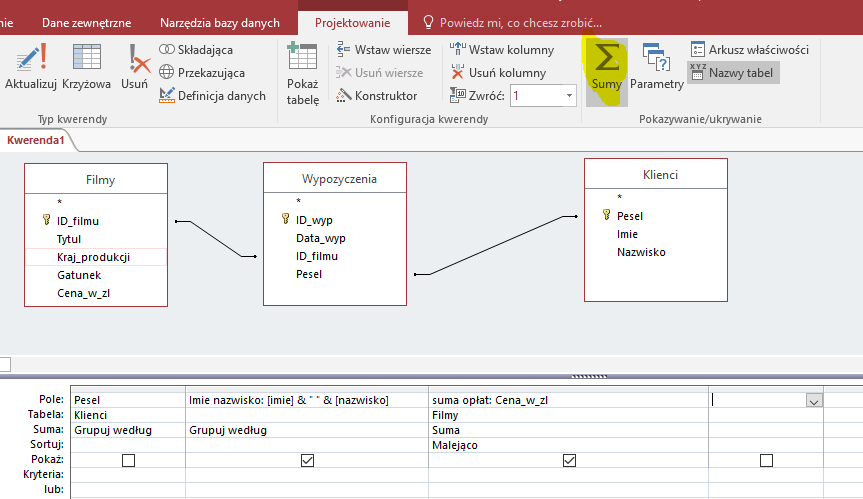 nie Dane zewnętrzne Narzędzia bazy danych Projektowanie Powiedz mi, co chcesz zrobić...
Aktualizuj Krzyżowa Usuń
Składająca
Przekazująca
Definicja danych
Typ kwerendy
Pokaż
tabelę
Wstaw wiersze
Usuń wiersze
Konstruktor
Wstaw kolumny
Usuń kolumny
Zwróć: 1
Konfiguracja kwerendy
Sumy Parametry
Arkusz właściwości
XYZ Nazwy tabel
Pokazywanie/ukrywanie
Kwerenda1
Filmy
*
ID_filmu
Tytul
Kraj_produkcji
Gatunek
Cena_w_zl
Wypozyczenia
*
ID_wyp
Data_wyp
ID_filmu
Pesel
Klienci
*
Pesel
Imie
Nazwisko
Pole: Pesel Imie nazwisko: [imie] & " " & [nazwisko] suma opłat: Cena_w_zl
Tabela: Klienci Filmy
Suma: Grupuj według Grupuj według Suma
Sortuj: Malejąco
Pokaż:
Kryteria:
lub: